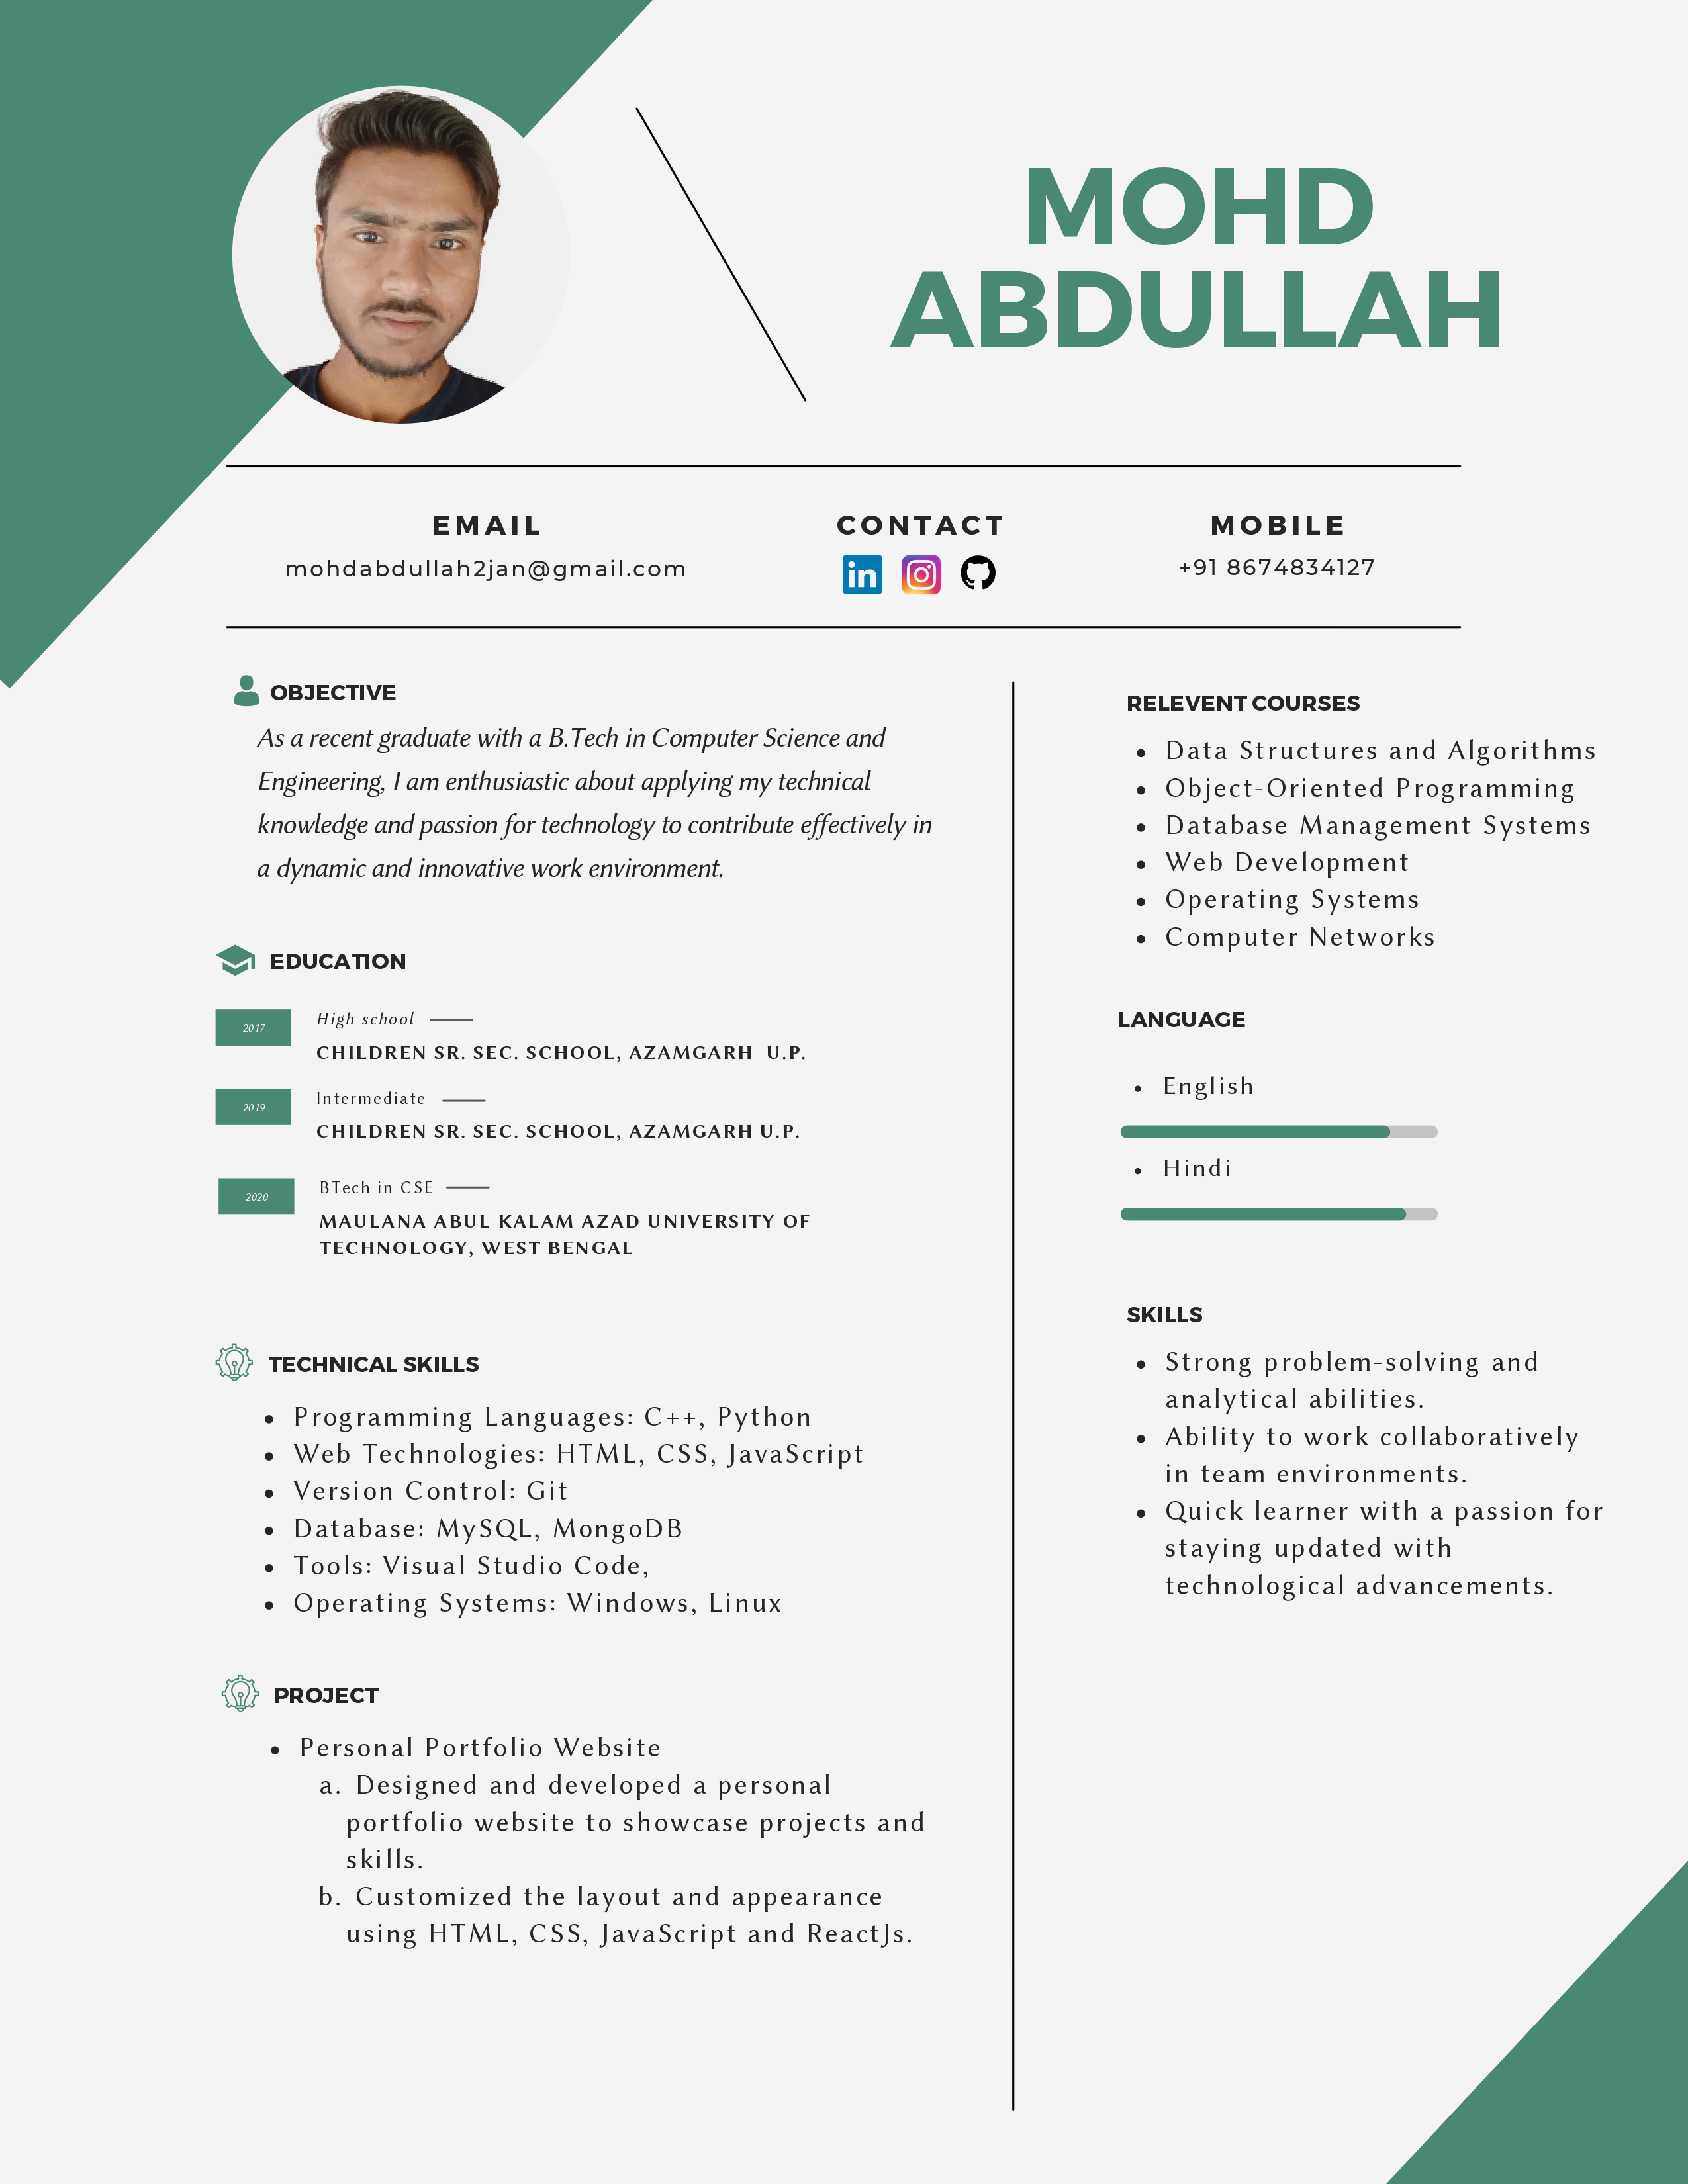 MOHD
ABDULLAH
EMAIL
mohdabdullah2jan@gmail.com
CONTACT
in
MOBILE
+91 8674834127
OBJECTIVE
As a recent graduate with a B.Tech in Computer Science and
Engineering, I am enthusiastic about applying my technical
knowledge and passion for technology to contribute effectively in
a dynamic and innovative work environment.
EDUCATION
2017
High school
CHILDREN SR. SEC. SCHOOL, AZAMGARH U.P.
2019
Intermediate
CHILDREN SR. SEC. SCHOOL, AZAMGARH U.P.
2020
BTech in CSE
MAULANA ABUL KALAM AZAD UNIVERSITY OF
TECHNOLOGY, WEST BENGAL
TECHNICAL SKILLS
• Programming Languages: C++, Python
• Web Technologies: HTML, CSS, JavaScript
• Version Control: Git
• Database: MySQL, MongoDB
• Tools: Visual Studio Code,
• Operating Systems: Windows, Linux
PROJECT
• Personal Portfolio Website
a. Designed and developed a personal
portfolio website to showcase projects and
skills.
b. Customized the layout and appearance
using HTML, CSS, JavaScript and ReactJs.
RELEVENT COURSES
• Data Structures and Algorithms
• Object-Oriented Programming
• Database Management Systems
• Web Development
• Operating Systems
• Computer Networks
LANGUAGE
• English
• Hindi
SKILLS
• Strong problem-solving and
analytical abilities.
• Ability to work collaboratively
in team environments.
• Quick learner with a passion for
staying updated with
technological advancements.